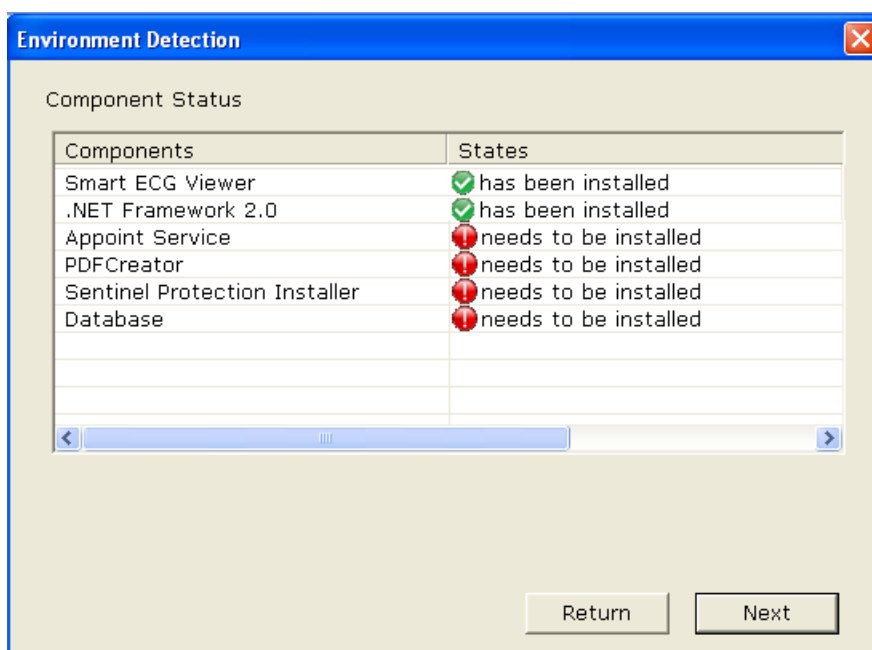 Environment Detection
Component Status
Components States
Smart ECG Viewer has been installed
.NET Framework 2.0 has been installed
Appoint Service needs to be installed
PDFCreator needs to be installed
Sentinel Protection Installer needs to be installed
Database needs to be installed
Return Next